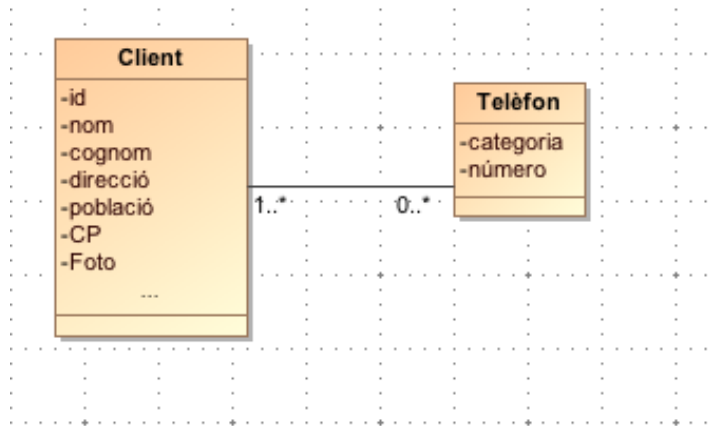 Client
-id
-nom
-cognom
-direcció
-població
-CP
-Foto
...
1..*
0..*
Telèfon
-categoria
-número